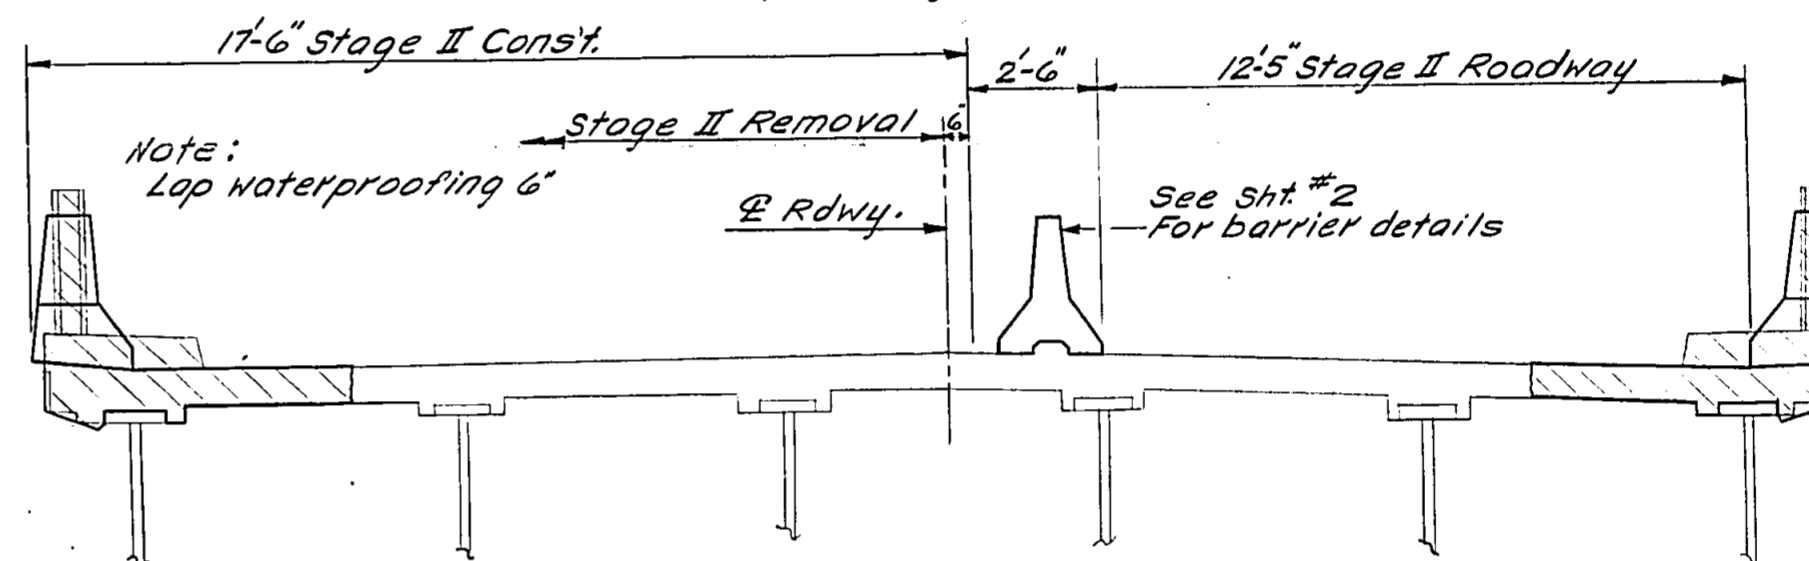 17'-6" Stage II Cons't.
2'-6"
12'-5" Stage II Roadway
Stage II Removal
6"
Note:
Lap waterproofing 6"
℄ Rdwy.
See Sht. #2
For barrier details